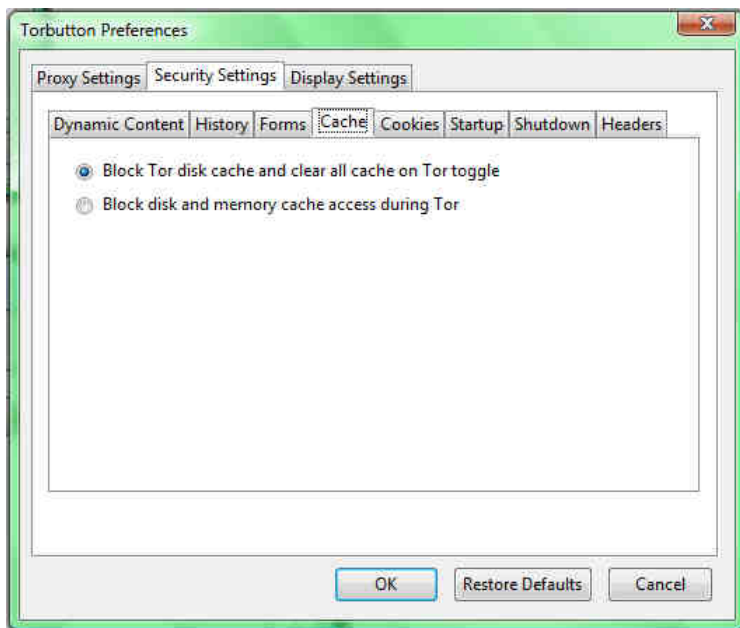 Torbutton Preferences
Proxy Settings Security Settings Display Settings
Dynamic Content History Forms Cache Cookies Startup Shutdown Headers
Block Tor disk cache and clear all cache on Tor toggle
Block disk and memory cache access during Tor
OK Restore Defaults Cancel